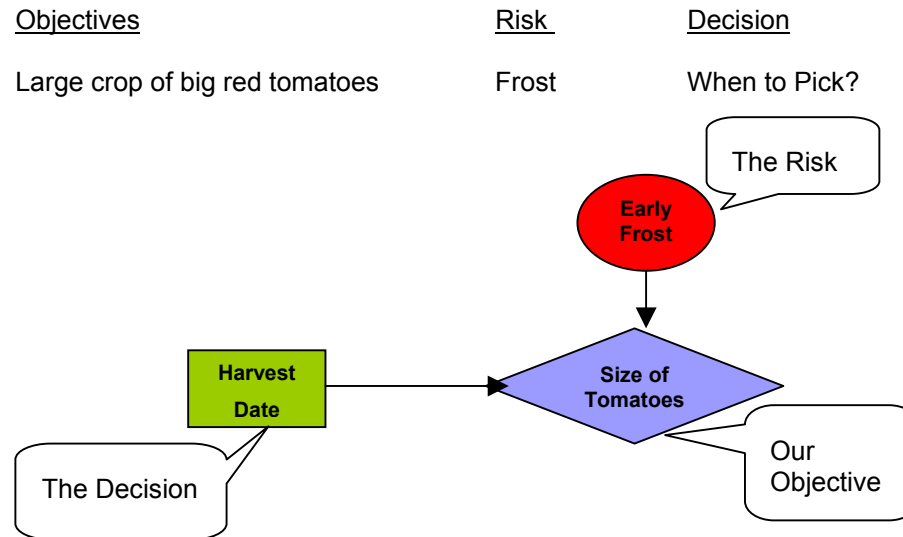 Objectives Risk Decision
Large crop of big red tomatoes Frost When to Pick?
The Risk
Early
Frost
Harvest
Date
Size of
Tomatoes
The Decision
Our
Objective